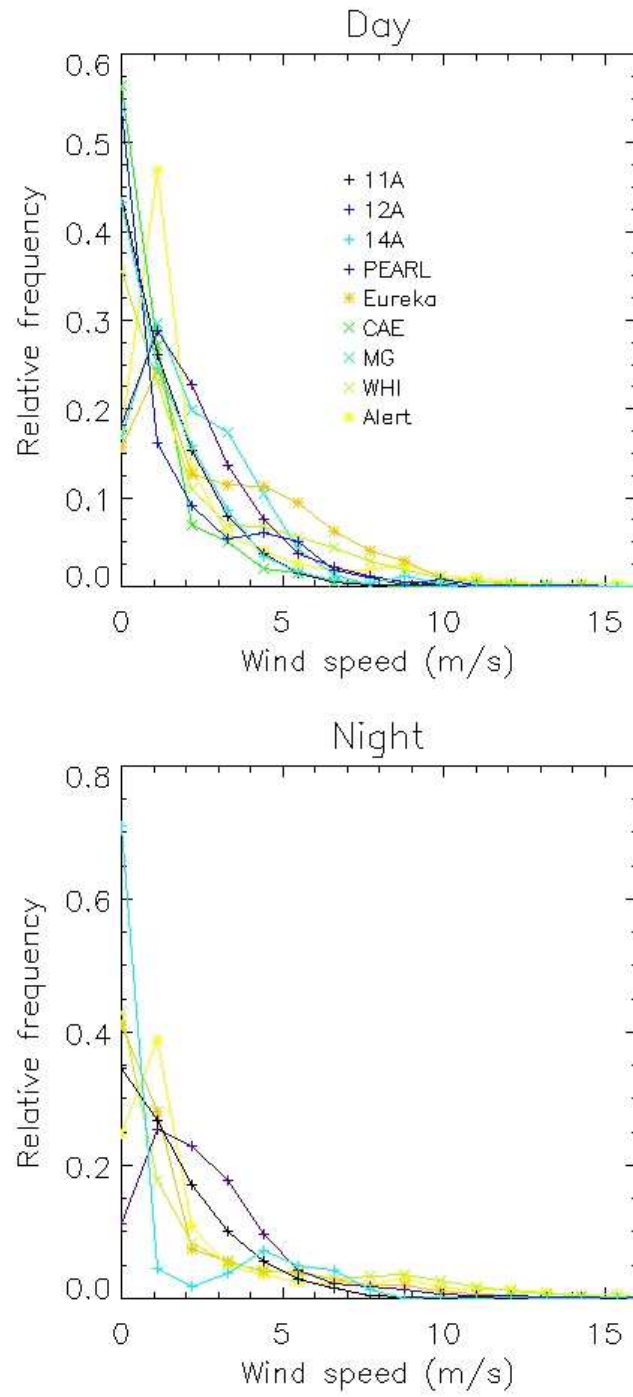 Day
0.6
0.5
0.4
0.3
0.2
0.1
0.0
Relative frequency
11A
12A
14A
PEARL
Eureka
CAE
MG
WHI
Alert
0 5 10 15
Wind speed (m/s)
Night
0.8
0.6
0.4
0.2
0.0
Relative frequency
0 5 10 15
Wind speed (m/s)